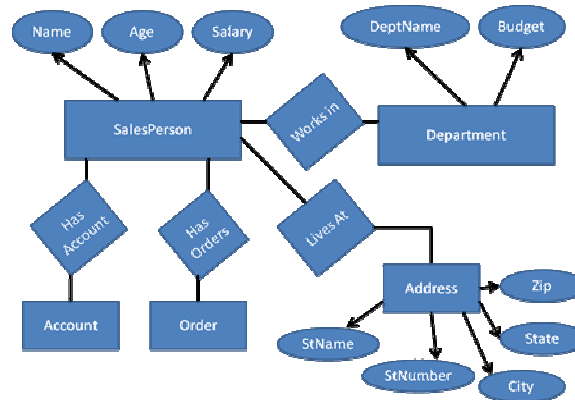 Name
Age
Salary
DeptName
Budget
SalesPerson
Works in
Department
Has
Account
Has
Orders
Lives At
Account
Order
Address
Zip
StName
State
StNumber
City